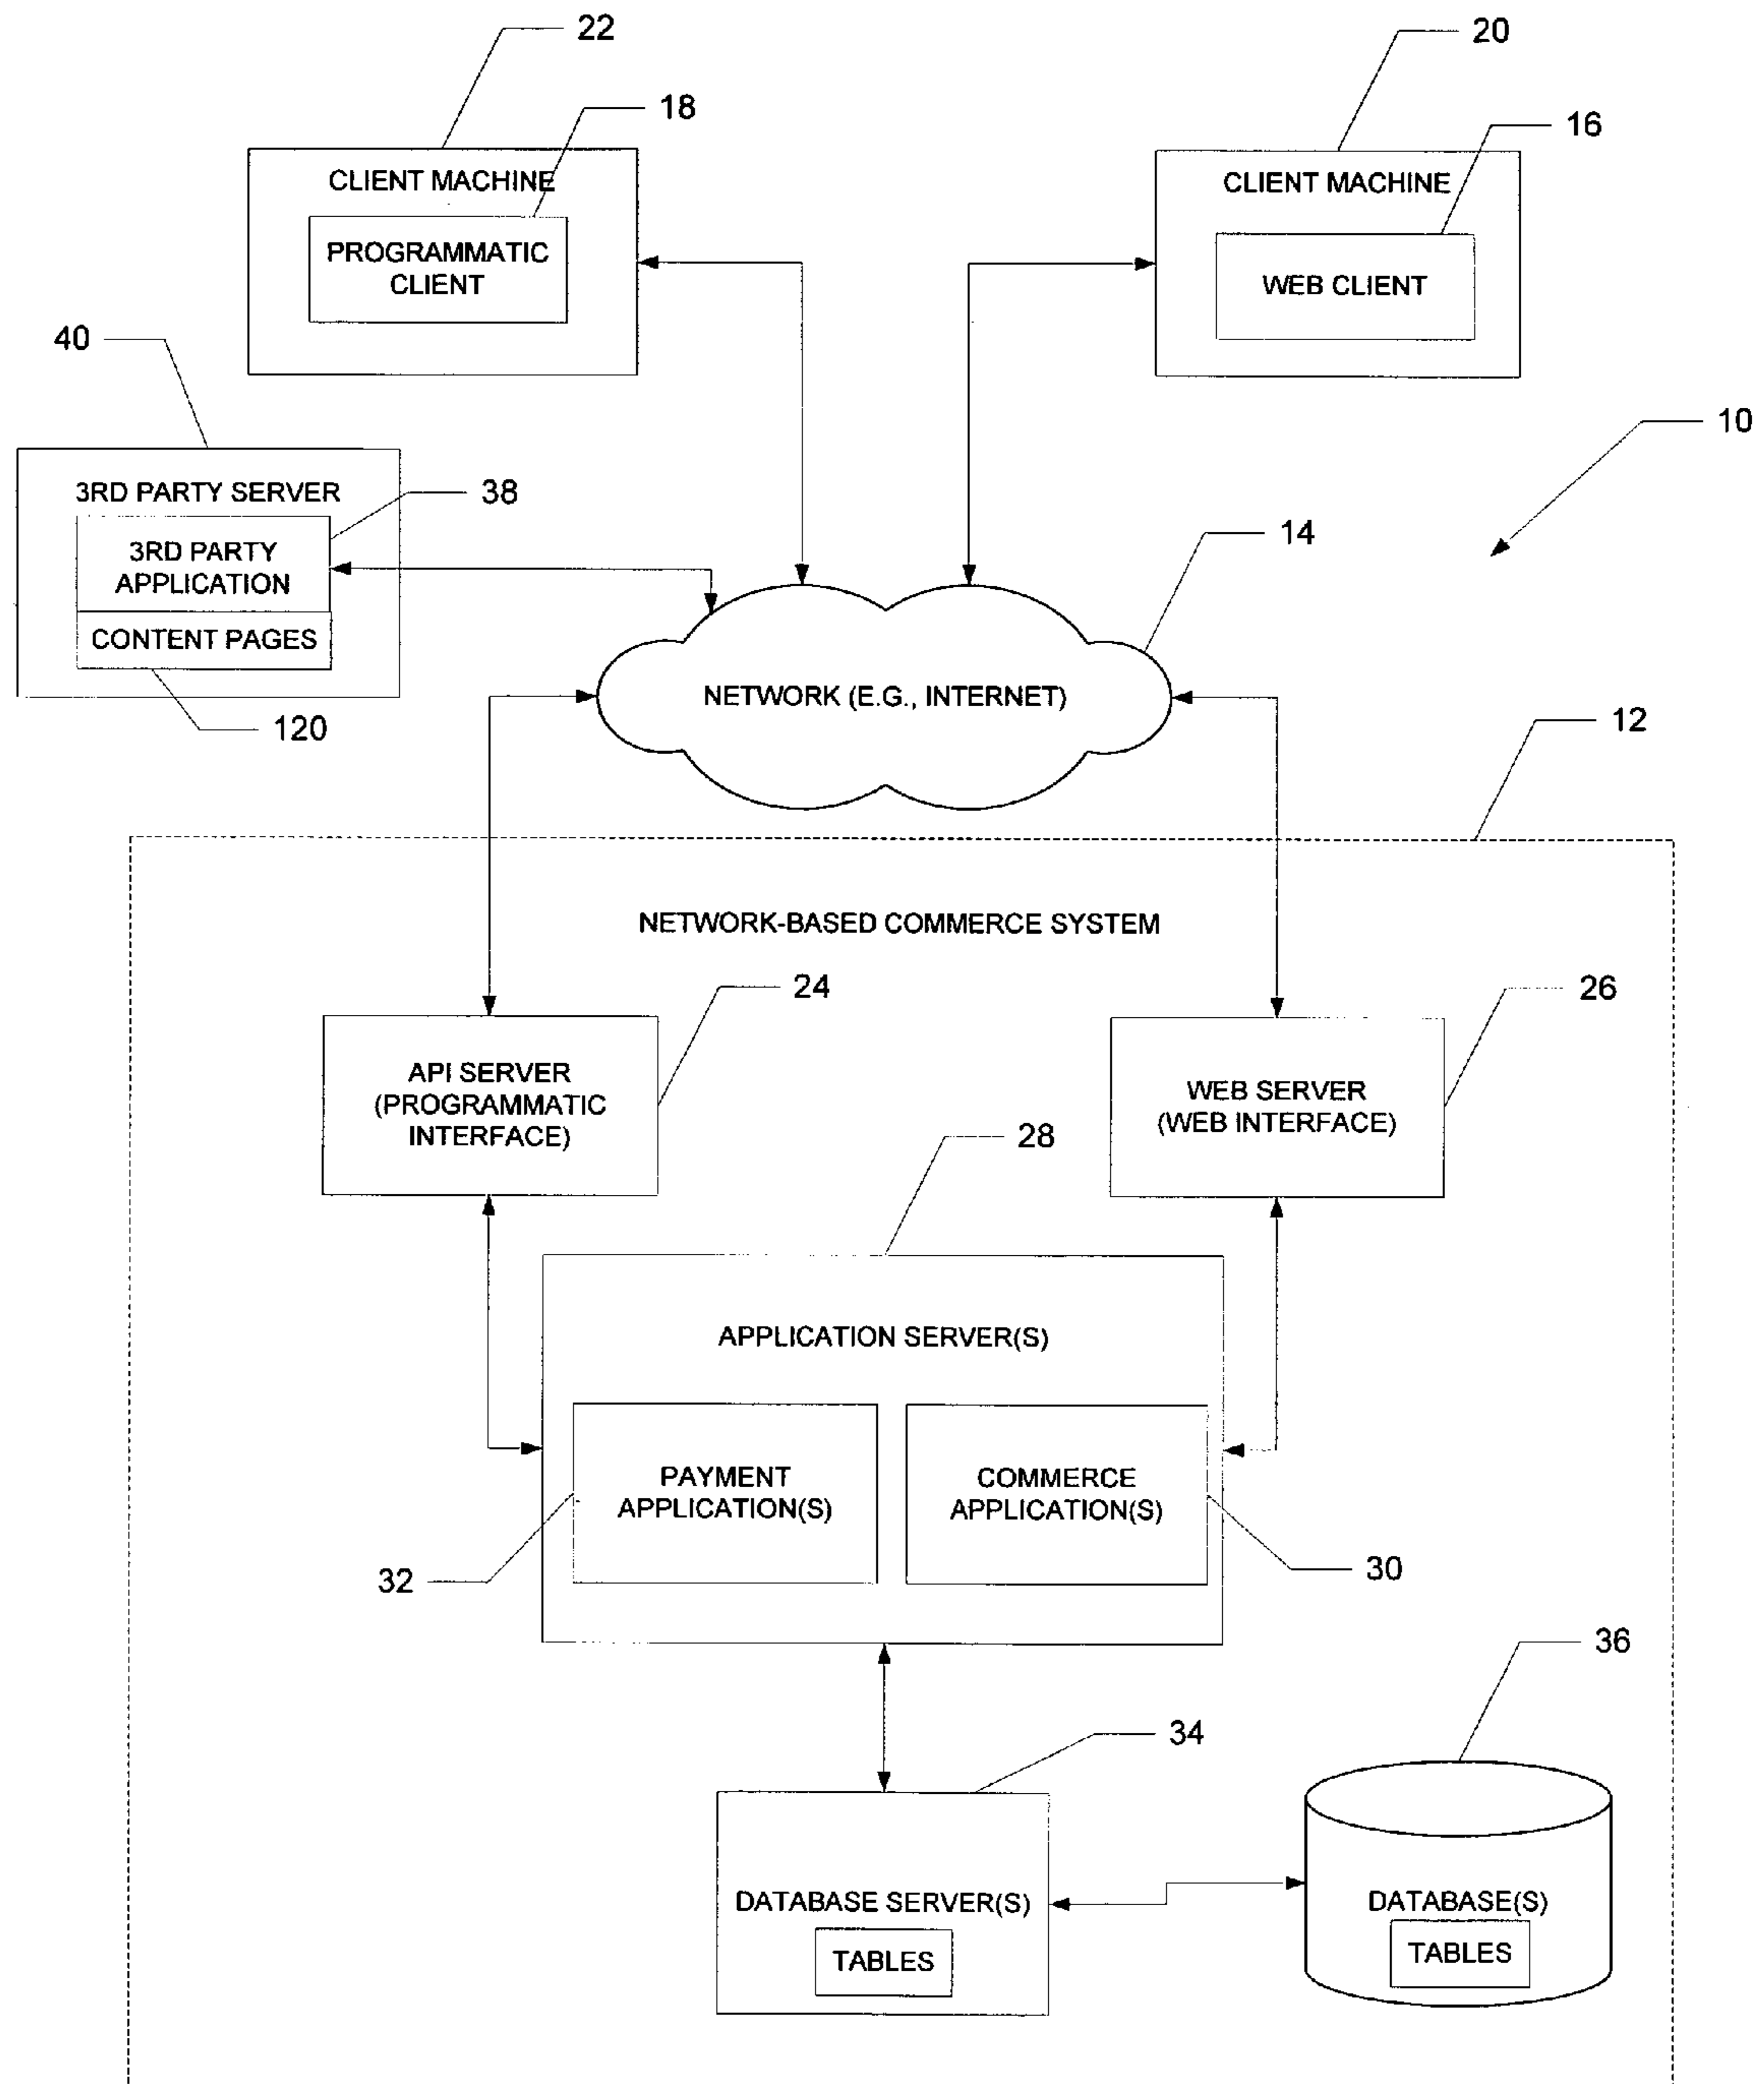 22
20
18
16
CLIENT MACHINE
CLIENT MACHINE
PROGRAMMATIC
CLIENT
WEB CLIENT
40
10
3RD PARTY SERVER
38
14
3RD PARTY
APPLICATION
CONTENT PAGES
NETWORK (E.G., INTERNET)
120
12
NETWORK-BASED COMMERCE SYSTEM
24
26
API SERVER
(PROGRAMMATIC
INTERFACE)
WEB SERVER
(WEB INTERFACE)
28
APPLICATION SERVER(S)
PAYMENT
APPLICATION(S)
COMMERCE
APPLICATION(S)
32
30
36
34
DATABASE SERVER(S)
TABLES
DATABASE(S)
TABLES